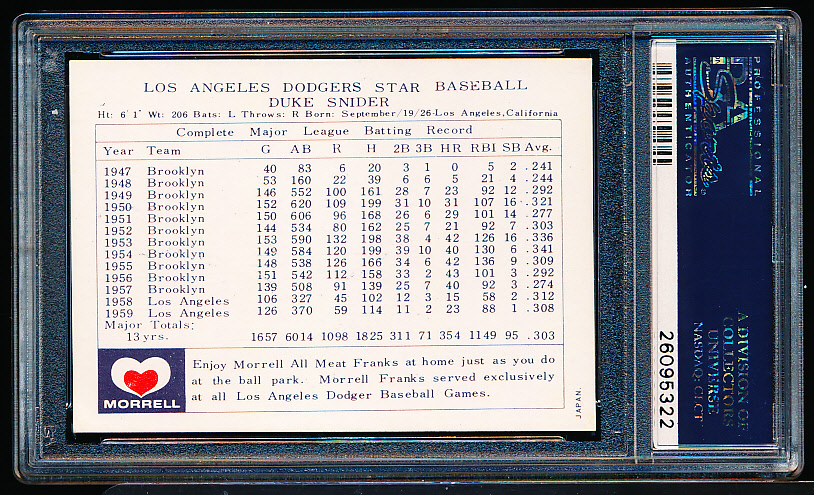 LOS ANGELES DODGERS STAR BASEBALL
DUKE SNIDER
Ht: 6' 1" Wt: 206 Bats: L Throws: R Born: September/19/26-Los Angeles, California
Complete Major League Batting Record
Year Team G AB R H 2B 3B HR RBI SB Avg.
1947 Brooklyn 40 83 6 20 3 1 0 5 2 .241
1948 Brooklyn 53 160 22 39 6 6 5 21 4 .244
1949 Brooklyn 146 552 100 161 28 7 23 92 12 .292
1950 Brooklyn 152 620 109 199 31 10 31 107 16 .321
1951 Brooklyn 150 606 96 168 26 6 29 101 14 .277
1952 Brooklyn 144 534 80 162 25 7 21 92 7 .303
1953 Brooklyn 153 590 132 198 38 4 42 126 16 .336
1954 Brooklyn 149 584 120 199 39 10 40 130 6 .341
1955 Brooklyn 148 538 126 166 34 6 42 136 9 .309
1956 Brooklyn 151 542 112 158 33 2 43 101 3 .292
1957 Brooklyn 139 508 91 139 25 7 40 92 3 .274
1958 Los Angeles 106 327 45 102 12 3 15 58 2 .312
1959 Los Angeles 126 370 59 114 11 2 23 88 1 .308
Major Totals:
13 yrs. 1657 6014 1098 1825 311 71 354 1149 95 .303
MORRELL
Enjoy Morrell All Meat Franks at home just as you do
at the ball park. Morrell Franks served exclusively
at all Los Angeles Dodger Baseball Games.
JAPAN.
26095322
PROFESSIONAL
AUTHENTICATOR
PSA
A DIVISION OF
COLLECTORS
UNIVERSE
NASDAQ: CLCT